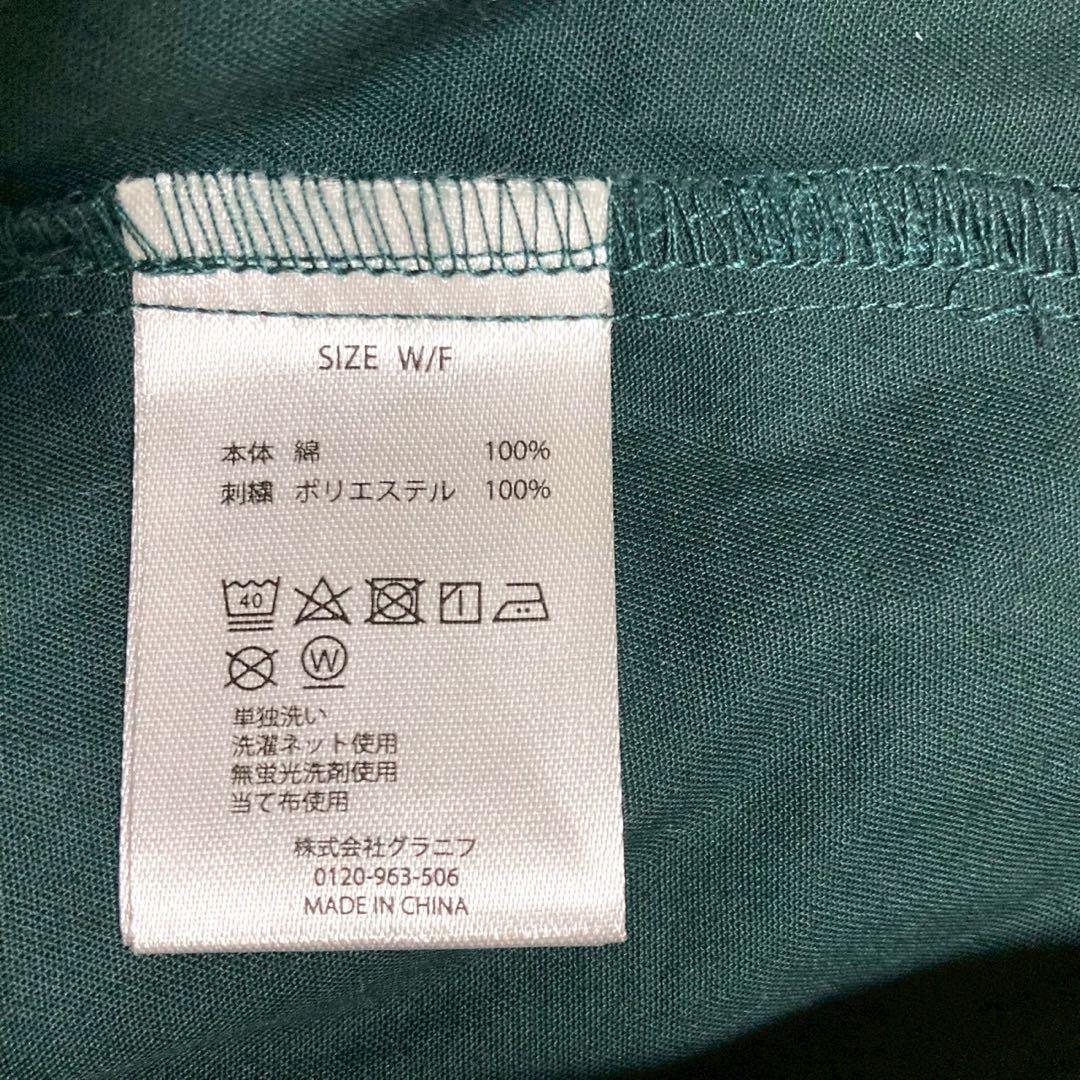 SIZE W/F
本体 綿 100%
刺繍 ポリエステル 100%
40
W
単独洗い
洗濯ネット使用
無蛍光洗剤使用
当て布使用
株式会社グラニフ
0120-963-506
MADE IN CHINA